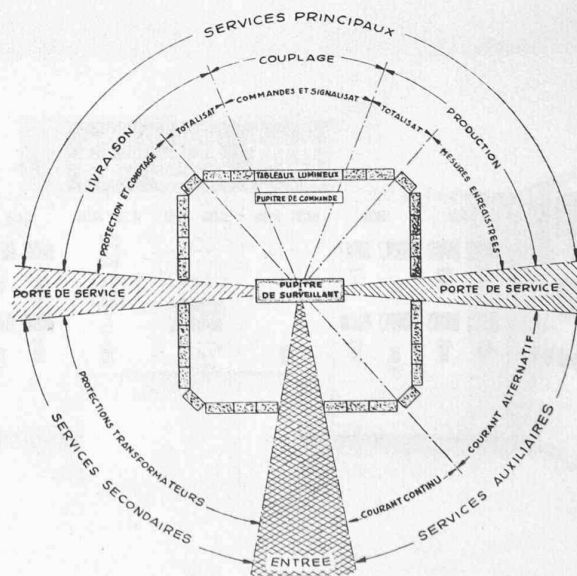 SERVICES PRINCIPAUX
COUPLAGE
LIVRAISON
PRODUCTION
TOTALISAT
COMMANDES ET SIGNALISAT
TOTALISAT
PROTECTION ET COMPTAGE
MESURES ENREGISTRÉES
TABLEAUX LUMINEUX
PUPITRE DE COMMANDE
PORTE DE SERVICE
PUPITRE
DE SURVEILLANT
PORTE DE SERVICE
PROTECTIONS TRANSFORMATEURS
SERVICES SECONDAIRES
COURANT ALTERNATIF
COURANT CONTINU
SERVICES AUXILIAIRES
ENTREE